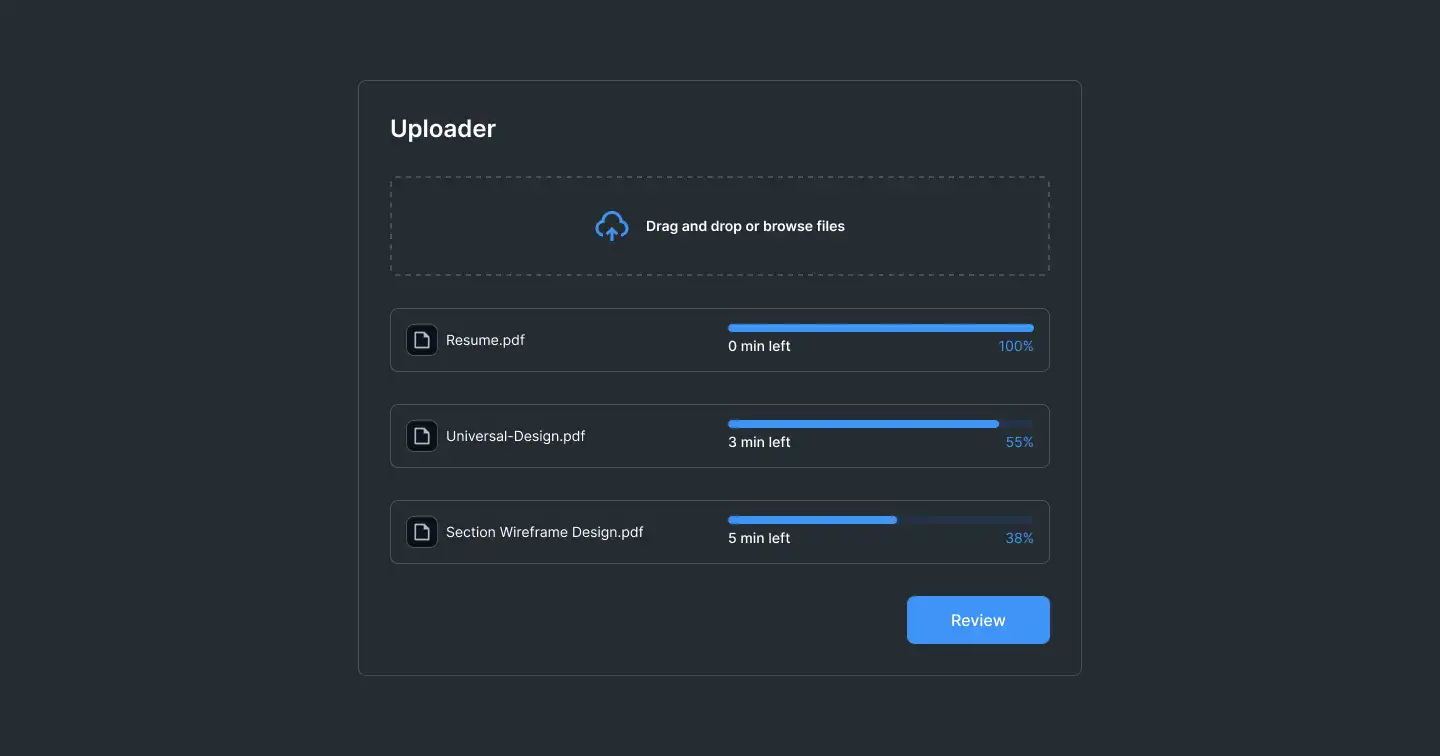 Uploader
Drag and drop or browse files
Resume.pdf
0 min left 100%
Universal-Design.pdf
3 min left 55%
Section Wireframe Design.pdf
5 min left 38%
Review